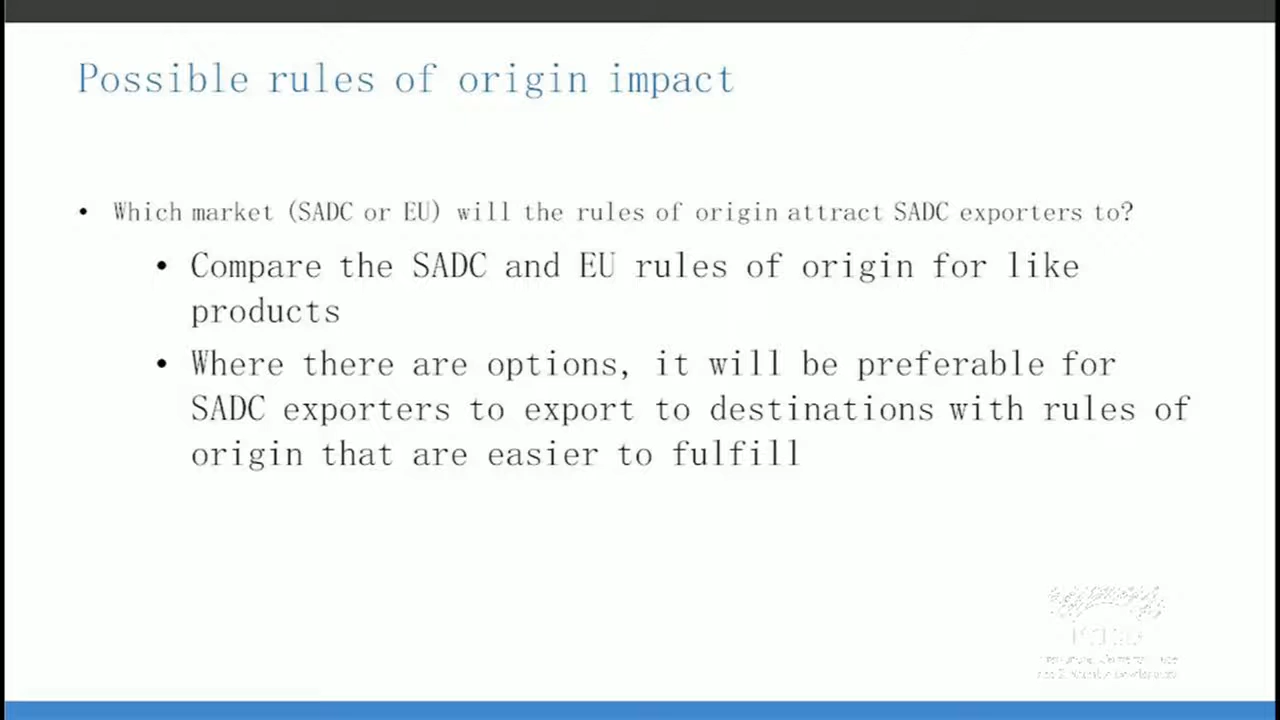 Possible rules of origin impact
• Which market (SADC or EU) will the rules of origin attract SADC exporters to?
• Compare the SADC and EU rules of origin for like
products
• Where there are options, it will be preferable for
SADC exporters to export to destinations with rules of
origin that are easier to fulfill